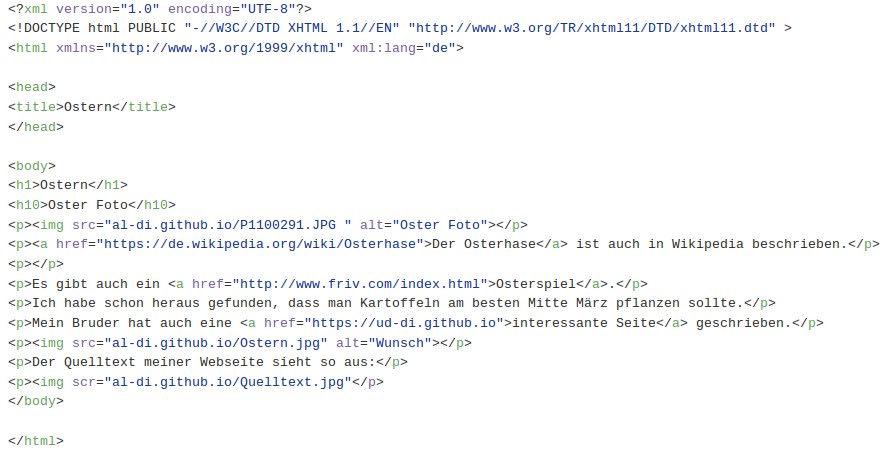 <?xml version="1.0" encoding="UTF-8"?>
<!DOCTYPE html PUBLIC "-//W3C//DTD XHTML 1.1//EN" "http://www.w3.org/TR/xhtml11/DTD/xhtml11.dtd" >
<html xmlns="http://www.w3.org/1999/xhtml" xml:lang="de">
<head>
<title>Ostern</title>
</head>
<body>
<h1>Ostern</h1>
<h10>Oster Foto</h10>
<p><img src="al-di.github.io/P1100291.JPG " alt="Oster Foto"></p>
<p><a href="https://de.wikipedia.org/wiki/Osterhase">Der Osterhase</a> ist auch in Wikipedia beschrieben.</p>
<p></p>
<p>Es gibt auch ein <a href="http://www.friv.com/index.html">Osterspiel</a>.</p>
<p>Ich habe schon heraus gefunden, dass man Kartoffeln am besten Mitte März pflanzen sollte.</p>
<p>Mein Bruder hat auch eine <a href="https://ud-di.github.io">interessante Seite</a> geschrieben.</p>
<p><img src="al-di.github.io/Ostern.jpg" alt="Wunsch"></p>
<p>Der Quelltext meiner Webseite sieht so aus:</p>
<p><img scr="al-di.github.io/Quelltext.jpg"</p>
</body>
</html>